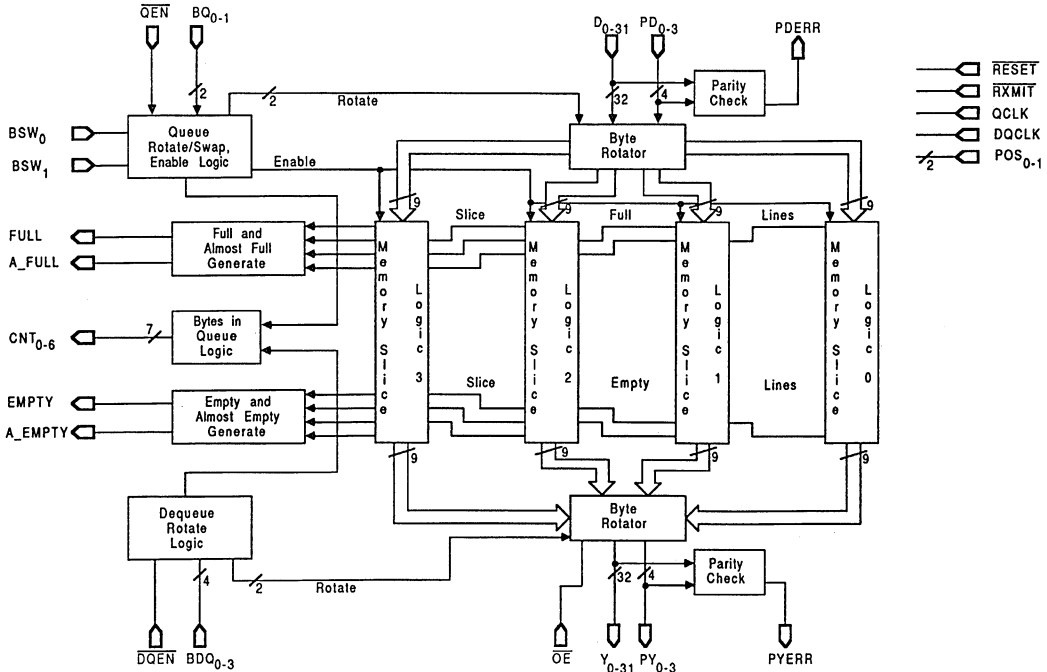 QEN
BQ0-1
D0-31
PD0-3
PDERR
RESET
RXMIT
QCLK
DQCLK
2
POS0-1
2
2
Rotate
32
4
Parity
Check
BSW0
BSW1
Queue
Rotate/Swap,
Enable Logic
Enable
Byte
Rotator
9
9
9
9
FULL
A_FULL
Full and
Almost Full
Generate
Slice
Full
Lines
Memory Slice
Logic 3
Memory Slice
Logic 2
Memory Slice
Logic 1
Memory Slice
Logic 0
CNT0-6
7
Bytes in
Queue
Logic
EMPTY
A_EMPTY
Empty and
Almost Empty
Generate
Slice
Empty
Lines
9
9
9
9
Dequeue
Rotate
Logic
Byte
Rotator
4
2
Rotate
32
4
Parity
Check
DQEN
BDQ0-3
OE
Y0-31
PY0-3
PYERR